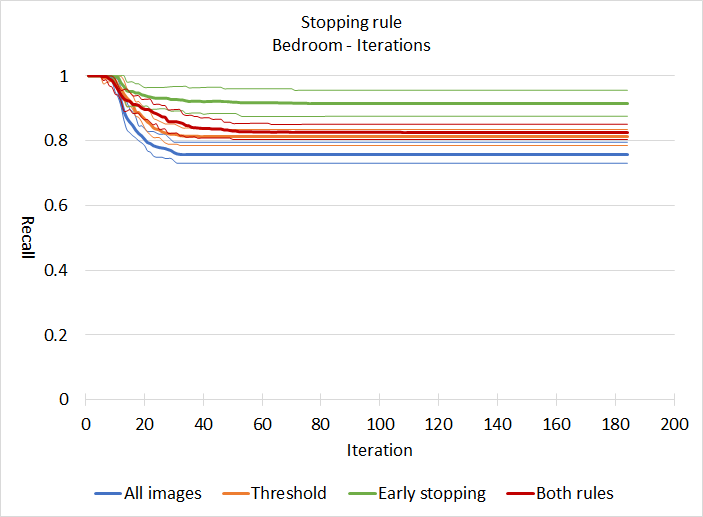 Stopping rule
Bedroom - Iterations
1
0.8
0.6
0.4
0.2
0
Recall
0 20 40 60 80 100 120 140 160 180 200
Iteration
All images Threshold Early stopping Both rules